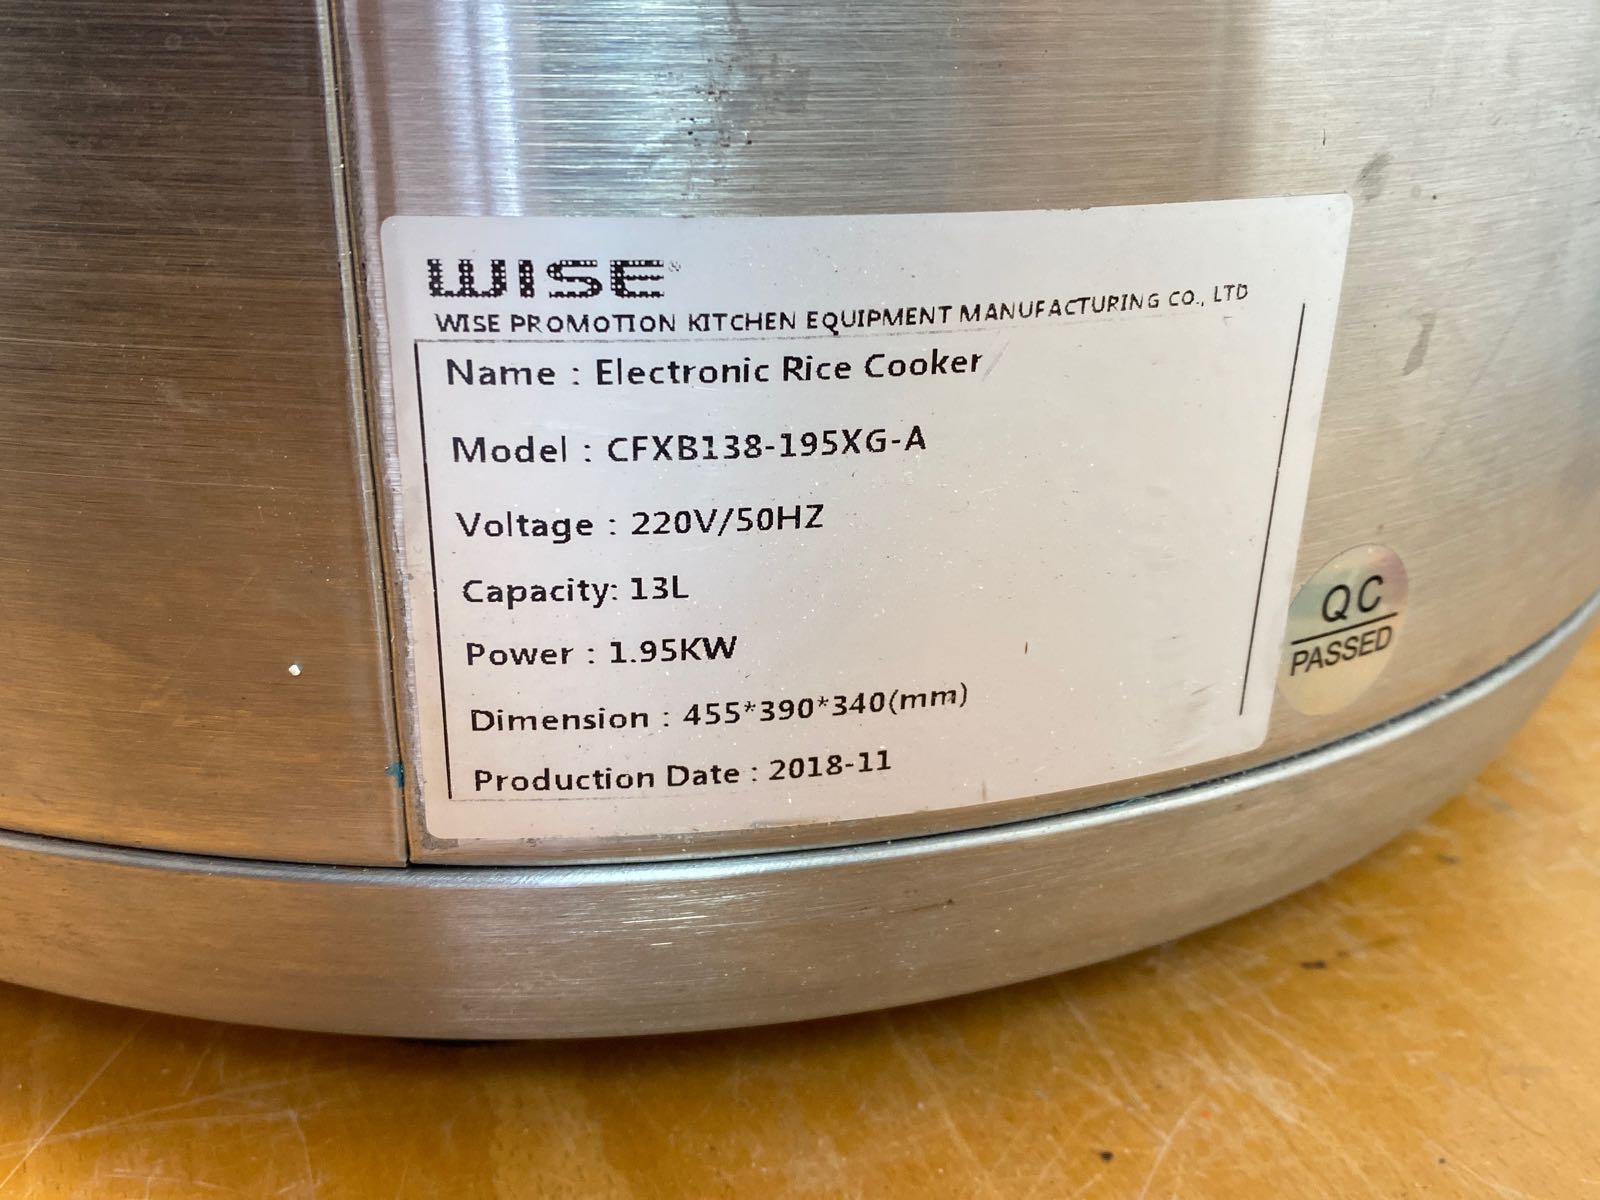 WISE®
WISE PROMOTION KITCHEN EQUIPMENT MANUFACTURING CO., LTD
Name : Electronic Rice Cooker
Model : CFXB138-195XG-A
Voltage : 220V/50HZ
Capacity: 13L
Power : 1.95KW
Dimension : 455*390*340(mm)
Production Date : 2018-11
QC
PASSED